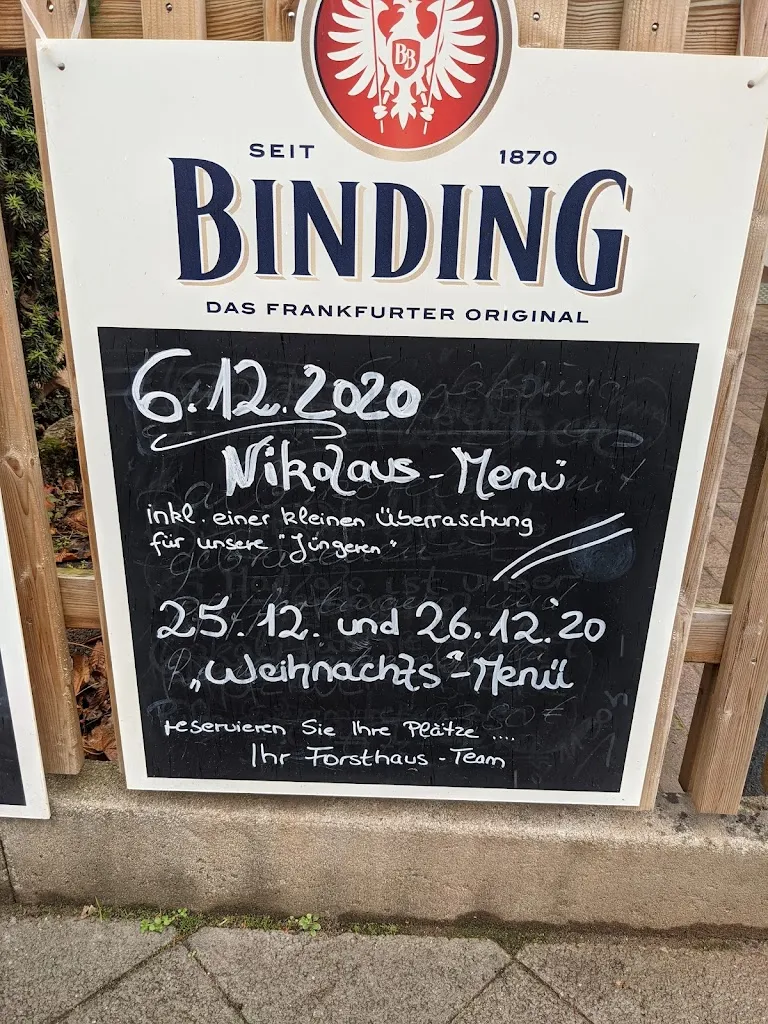 BB
SEIT 1870
BINDING
DAS FRANKFURTER ORIGINAL
6.12.2020
Nikolaus-Menü
inkl. einer kleinen Überraschung
für unsere "Jüngeren"
25.12. und 26.12.20
„Weihnachts"-Menü
reservieren Sie Ihre Plätze ....
Ihr Forsthaus-Team